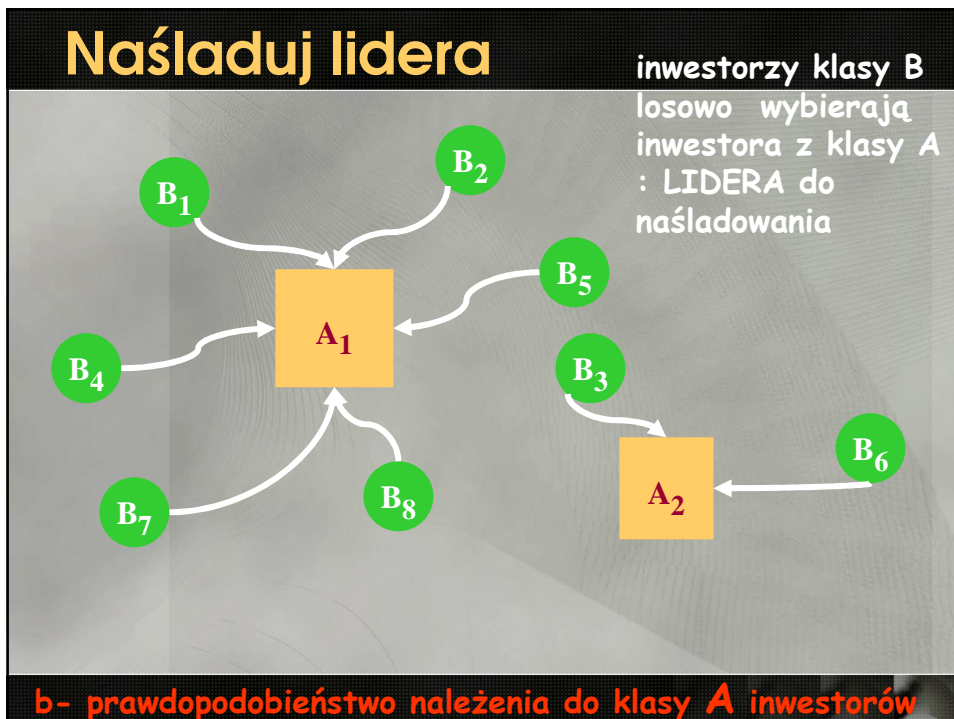 Naśladuj lidera
inwestorzy klasy B
losowo wybierają
inwestora z klasy A
: LIDERA do
naśladowania
B1
B2
B5
A1
B4
B3
B6
A2
B8
B7
b- prawdopodobieństwo należenia do klasy A inwestorów